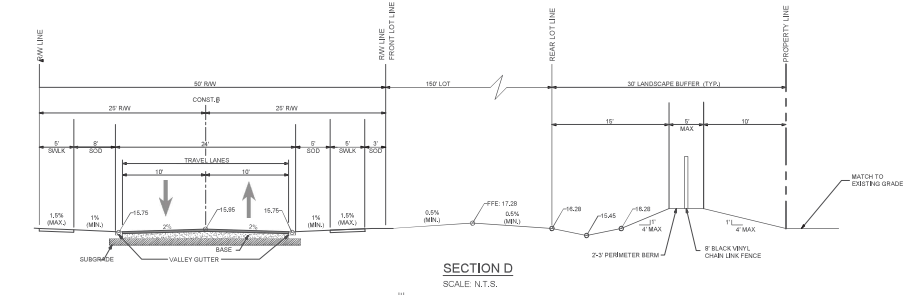 R/W LINE
R/W LINE
FRONT LOT LINE
REAR LOT LINE
PROPERTY LINE
50' R/W
150' LOT
30' LANDSCAPE BUFFER (TYP.)
CONST.
25' R/W
25' R/W
15'
5'
MAX
10'
5'
SWLK
8'
SOD
24'
5'
SOD
5'
SWLK
3'
SOD
TRAVEL LANES
10'
10'
15.75
15.95
15.75
FFE: 17.28
16.28
15.45
16.28
MATCH TO
EXISTING GRADE
1.5%
(MAX.)
1%
(MIN.)
2%
2%
1%
(MIN.)
1.5%
(MAX.)
0.5%
(MIN.)
0.5%
(MIN.)
1'
4' MAX
1'
4' MAX
SUBGRADE
BASE
VALLEY GUTTER
2'-3' PERIMETER BERM
8' BLACK VINYL
CHAIN LINK FENCE
SECTION D
SCALE: N.T.S.